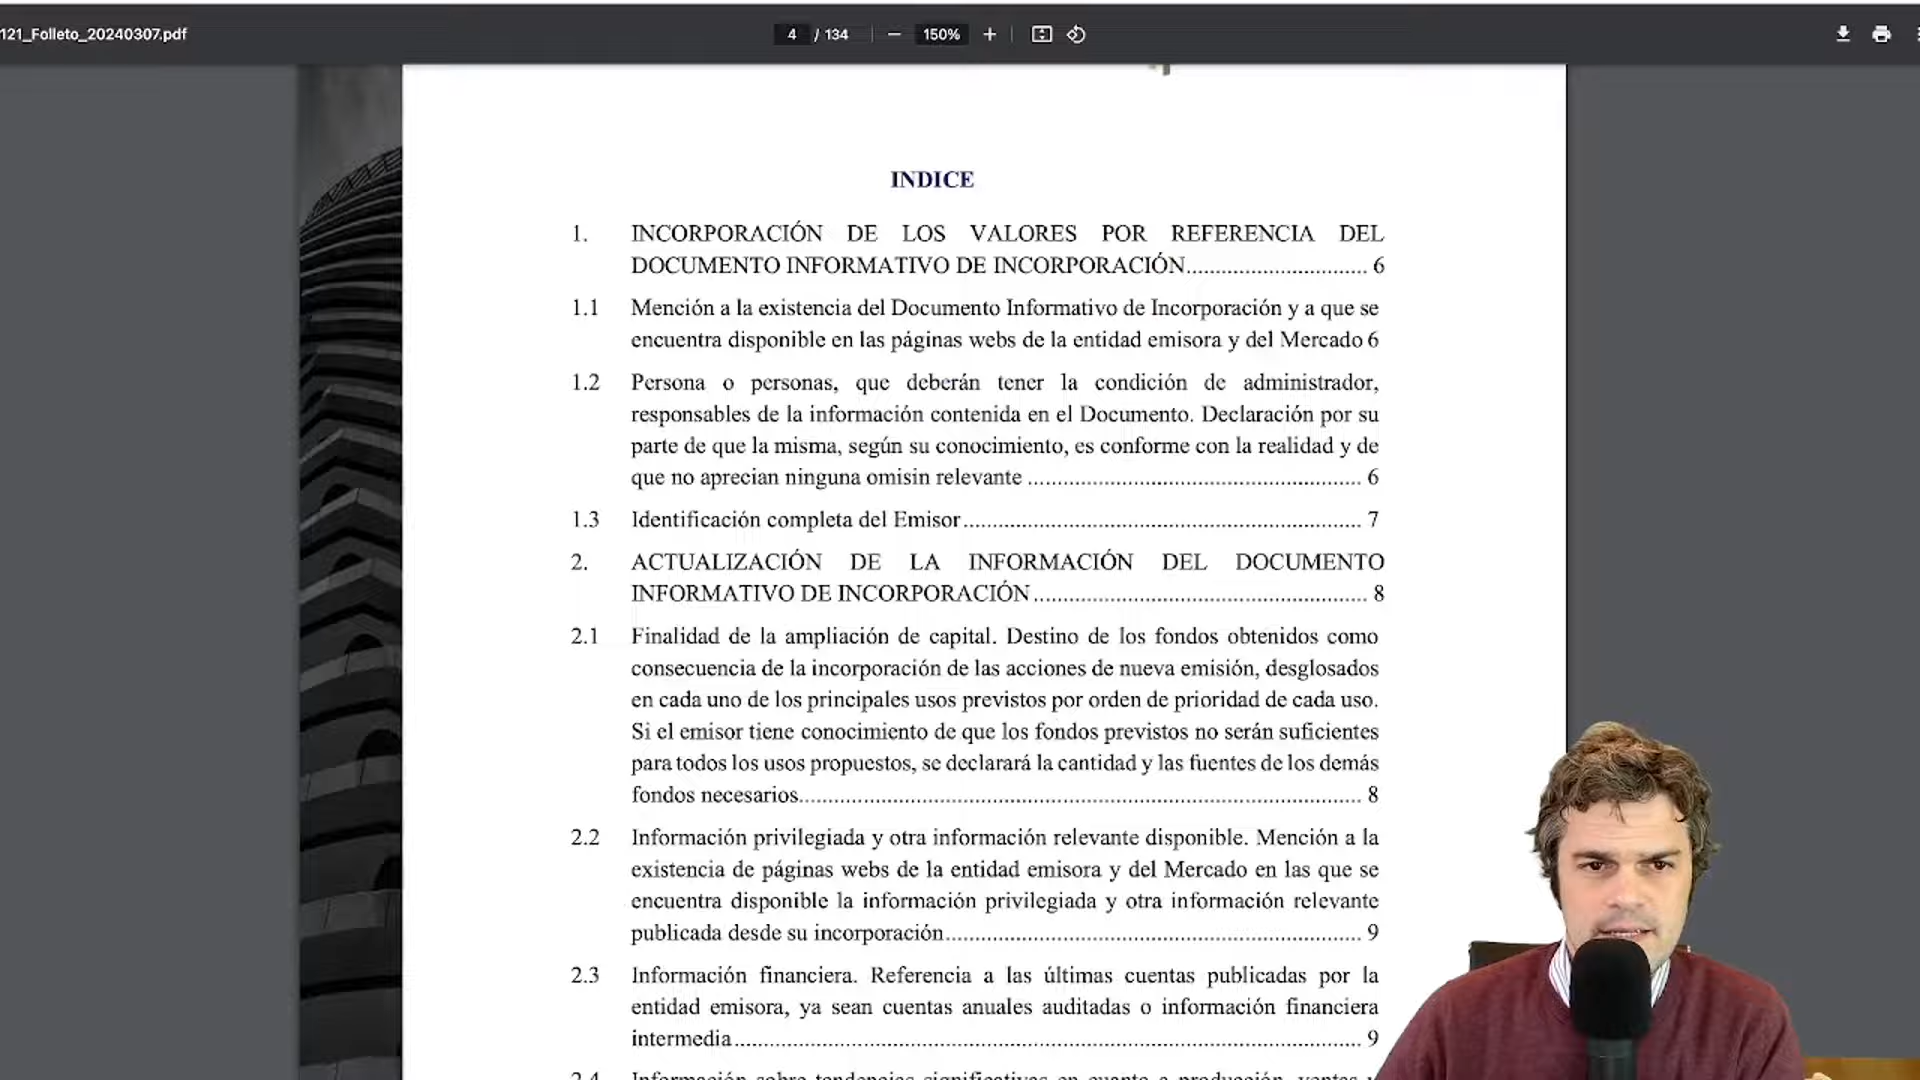 121_Folleto_20240307.pdf
4 / 134
150%
INDICE
1. INCORPORACIÓN DE LOS VALORES POR REFERENCIA DEL
DOCUMENTO INFORMATIVO DE INCORPORACIÓN.............................. 6
1.1 Mención a la existencia del Documento Informativo de Incorporación y a que se
encuentra disponible en las páginas webs de la entidad emisora y del Mercado 6
1.2 Persona o personas, que deberán tener la condición de administrador,
responsables de la información contenida en el Documento. Declaración por su
parte de que la misma, según su conocimiento, es conforme con la realidad y de
que no aprecian ninguna omisin relevante ...................................................... 6
1.3 Identificación completa del Emisor................................................................ 7
2. ACTUALIZACIÓN DE LA INFORMACIÓN DEL DOCUMENTO
INFORMATIVO DE INCORPORACIÓN...................................................... 8
2.1 Finalidad de la ampliación de capital. Destino de los fondos obtenidos como
consecuencia de la incorporación de las acciones de nueva emisión, desglosados
en cada uno de los principales usos previstos por orden de prioridad de cada uso.
Si el emisor tiene conocimiento de que los fondos previstos no serán suficientes
para todos los usos propuestos, se declarará la cantidad y las fuentes de los demás
fondos necesarios.......................................................................................... 8
2.2 Información privilegiada y otra información relevante disponible. Mención a la
existencia de páginas webs de la entidad emisora y del Mercado en las que se
encuentra disponible la información privilegiada y otra información relevante
publicada desde su incorporación................................................................... 9
2.3 Información financiera. Referencia a las últimas cuentas publicadas por la
entidad emisora, ya sean cuentas anuales auditadas o información financiera
intermedia..................................................................................................... 9
2.4 Información sobre tendencias significativas en cuanto a producción, ventas y